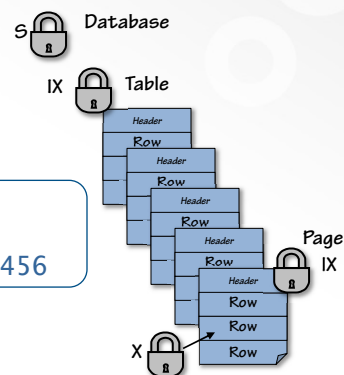 S
Database
IX
Table
Header
Row
Header
Row
Header
Row
Header
Row
456
Page
IX
Header
Row
Row
Row
X